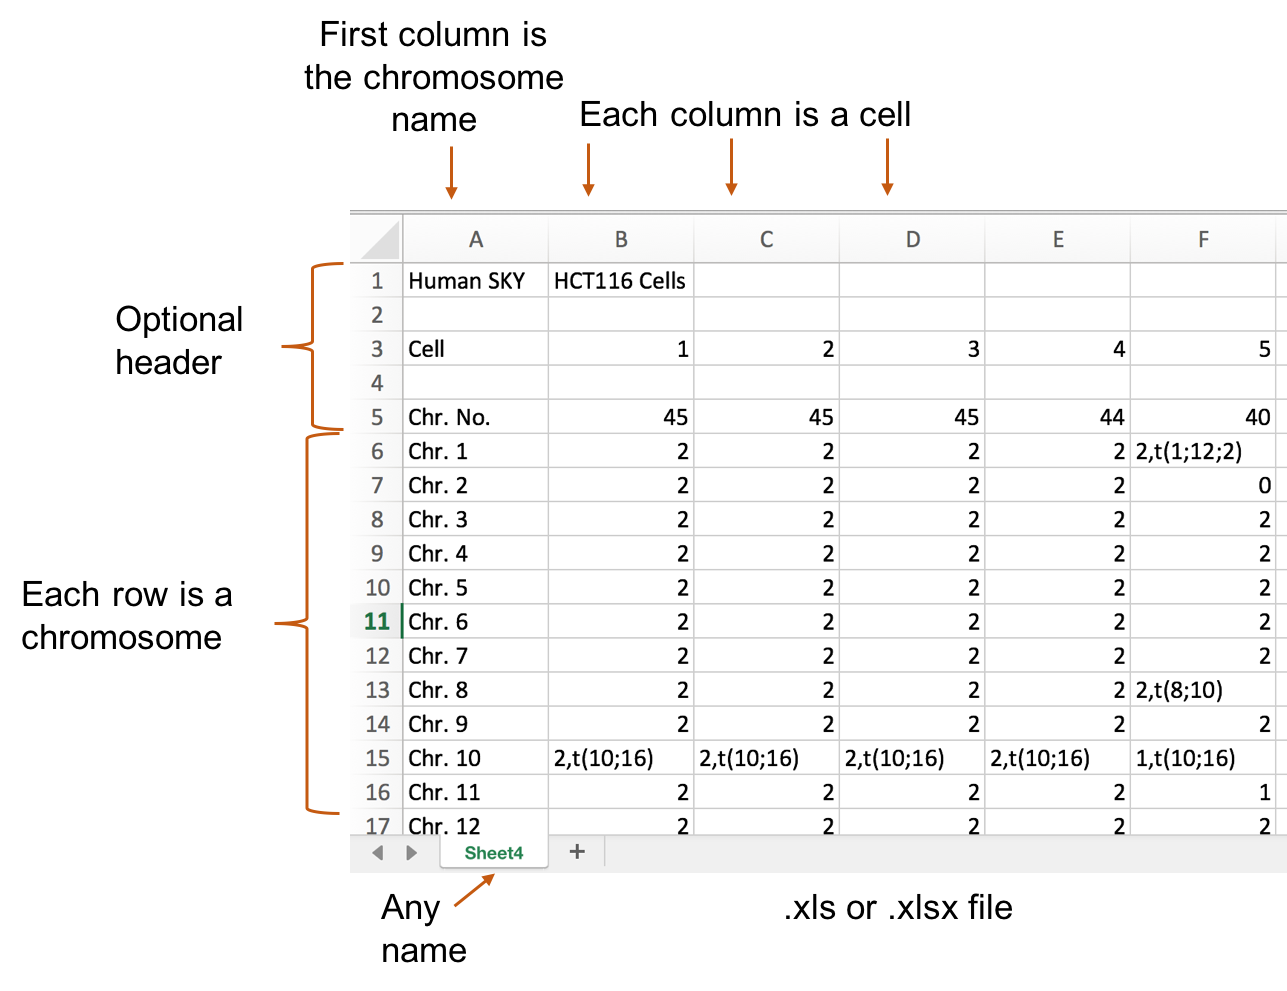 First column is
the chromosome
name
Each column is a cell
A B C D E F
1 Human SKY HCT116 Cells
2
3 Cell 1 2 3 4 5
4
5 Chr. No. 45 45 45 44 40
6 Chr. 1 2 2 2 2 2,t(1;12;2)
7 Chr. 2 2 2 2 2 0
8 Chr. 3 2 2 2 2 2
9 Chr. 4 2 2 2 2 2
10 Chr. 5 2 2 2 2 2
11 Chr. 6 2 2 2 2 2
12 Chr. 7 2 2 2 2 2
13 Chr. 8 2 2 2 2 2,t(8;10)
14 Chr. 9 2 2 2 2 2
15 Chr. 10 2,t(10;16) 2,t(10;16) 2,t(10;16) 2,t(10;16) 1,t(10;16)
16 Chr. 11 2 2 2 2 1
17 Chr. 12 2 2 2 2 2
Sheet4 +
Optional
header
Each row is a
chromosome
Any
name
.xls or .xlsx file